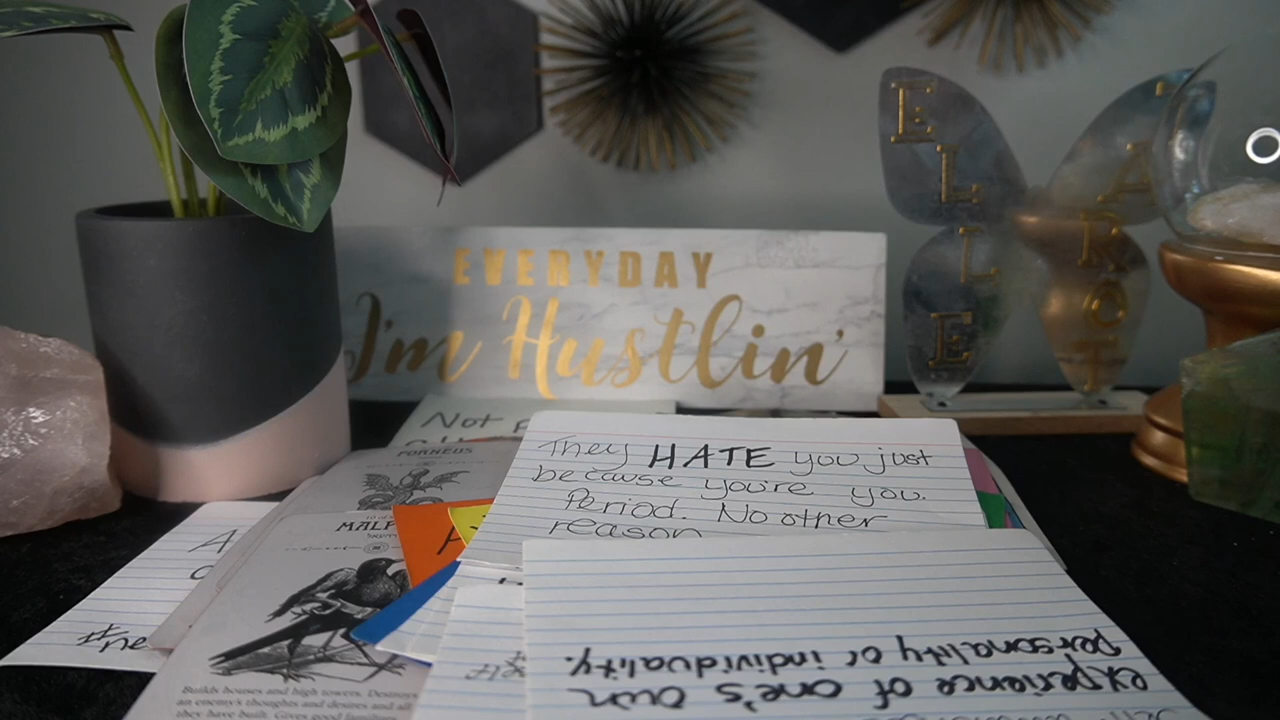 EVERYDAY
I'm Hustlin'
ELLE
TAROT
Not
They HATE you just
because you're you.
Period. No other
reason
experience of one's own
personality or individuality.
Builds houses and high towers. Destroys
an enemy's thoughts and desires and all
they have built. Gives good familiars